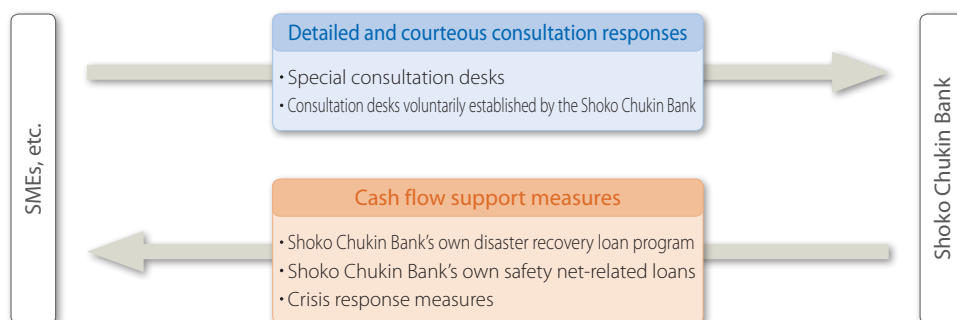 SMEs, etc.
Detailed and courteous consultation responses
• Special consultation desks
• Consultation desks voluntarily established by the Shoko Chukin Bank
Cash flow support measures
• Shoko Chukin Bank's own disaster recovery loan program
• Shoko Chukin Bank's own safety net-related loans
• Crisis response measures
Shoko Chukin Bank